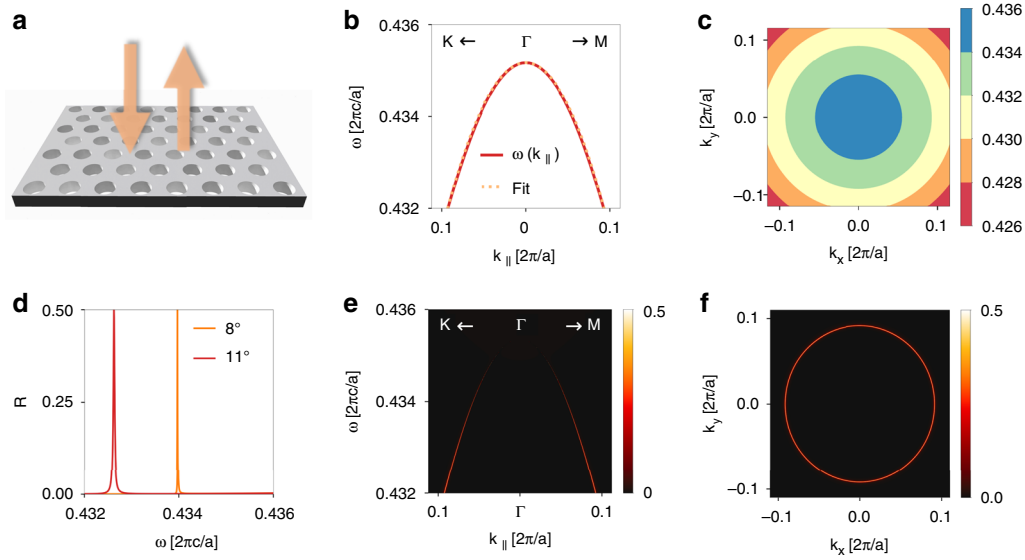 a
b
0.436
0.434
0.432
K ← Γ → M
ω (k∥)
Fit
0.1 0 0.1
k∥ [2π/a]
ω [2πc/a]
c
0.1
0.0
−0.1
−0.1 0.0 0.1
kx [2π/a]
ky [2π/a]
0.436
0.434
0.432
0.430
0.428
0.426
d
0.50
0.25
0.00
R
8°
11°
0.432 0.434 0.436
ω [2πc/a]
e
0.436
0.434
0.432
K ← Γ → M
0.1 Γ 0.1
k∥ [2π/a]
ω [2πc/a]
0.5
0
f
0.1
0.0
−0.1
−0.1 0.0 0.1
kx [2π/a]
ky [2π/a]
0.5
0.0